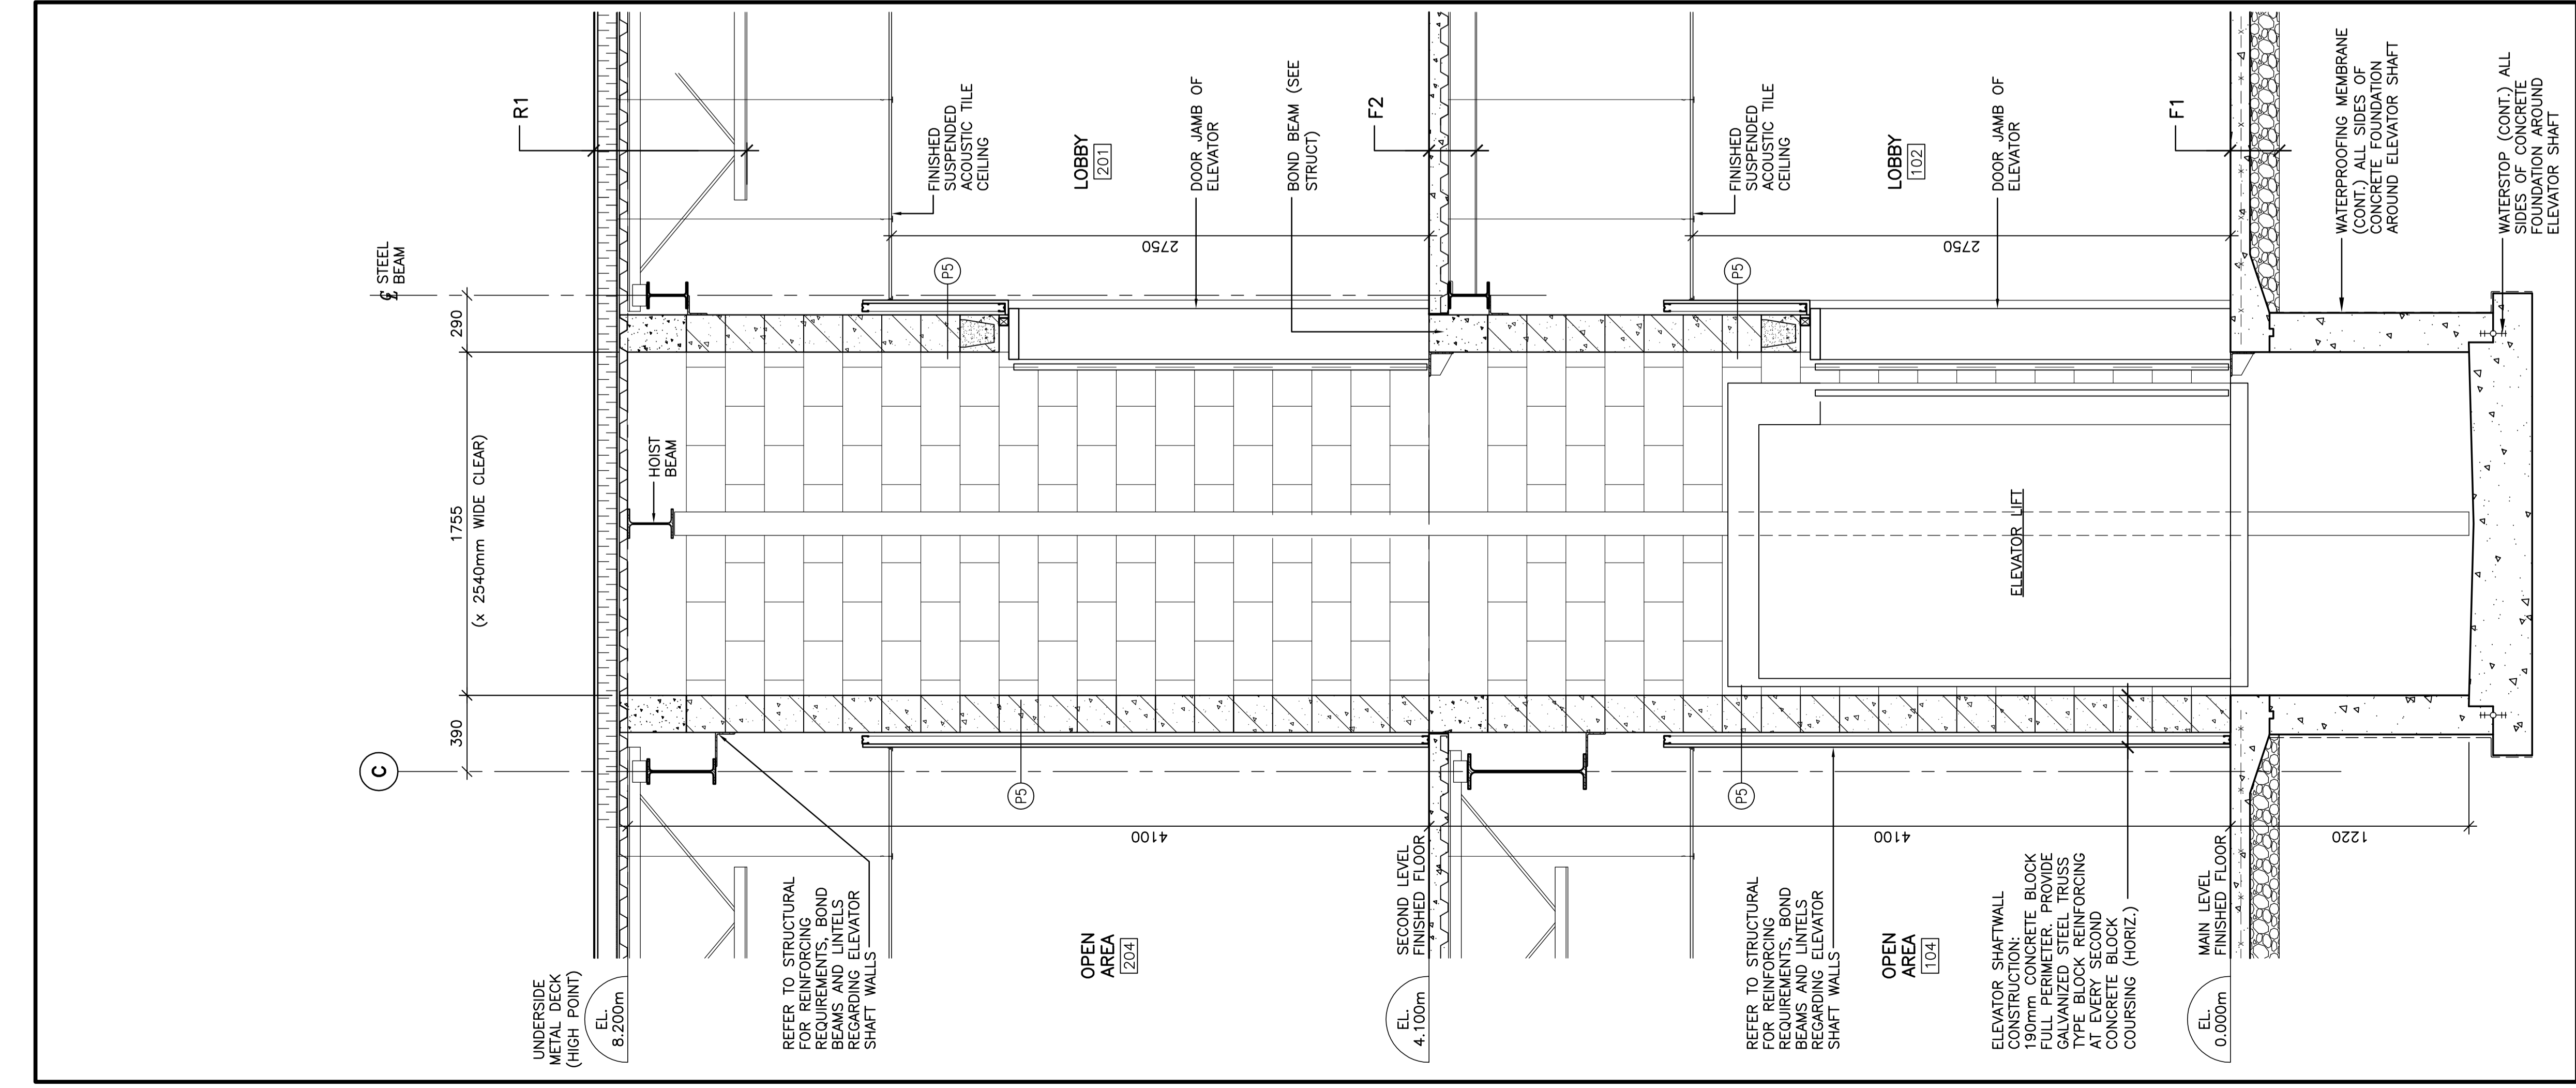 C
390
1755
(x 2540mm WIDE CLEAR)
290
℄ STEEL
BEAM
R1
UNDERSIDE
METAL DECK
(HIGH POINT)
EL.
8.200m
HOIST
BEAM
REFER TO STRUCTURAL
FOR REINFORCING
REQUIREMENTS, BOND
BEAMS AND LINTELS
REGARDING ELEVATOR
SHAFT WALLS
FINISHED
SUSPENDED
ACOUSTIC TILE
CEILING
P5
P5
OPEN
AREA
204
4100
LOBBY
201
2750
DOOR JAMB OF
ELEVATOR
BOND BEAM (SEE
STRUCT)
F2
SECOND LEVEL
FINISHED FLOOR
EL.
4.100m
REFER TO STRUCTURAL
FOR REINFORCING
REQUIREMENTS, BOND
BEAMS AND LINTELS
REGARDING ELEVATOR
SHAFT WALLS
FINISHED
SUSPENDED
ACOUSTIC TILE
CEILING
P5
P5
OPEN
AREA
104
4100
LOBBY
102
2750
DOOR JAMB OF
ELEVATOR
ELEVATOR LIFT
ELEVATOR SHAFTWALL
CONSTRUCTION:
190mm CONCRETE BLOCK
FULL PERIMETER. PROVIDE
GALVANIZED STEEL TRUSS
TYPE BLOCK REINFORCING
AT EVERY SECOND
CONCRETE BLOCK
COURSING (HORIZ.)
F1
MAIN LEVEL
FINISHED FLOOR
EL.
0.000m
1220
WATERPROOFING MEMBRANE
(CONT.) ALL SIDES OF
CONCRETE FOUNDATION
AROUND ELEVATOR SHAFT
WATERSTOP (CONT.) ALL
SIDES OF CONCRETE
FOUNDATION AROUND
ELEVATOR SHAFT